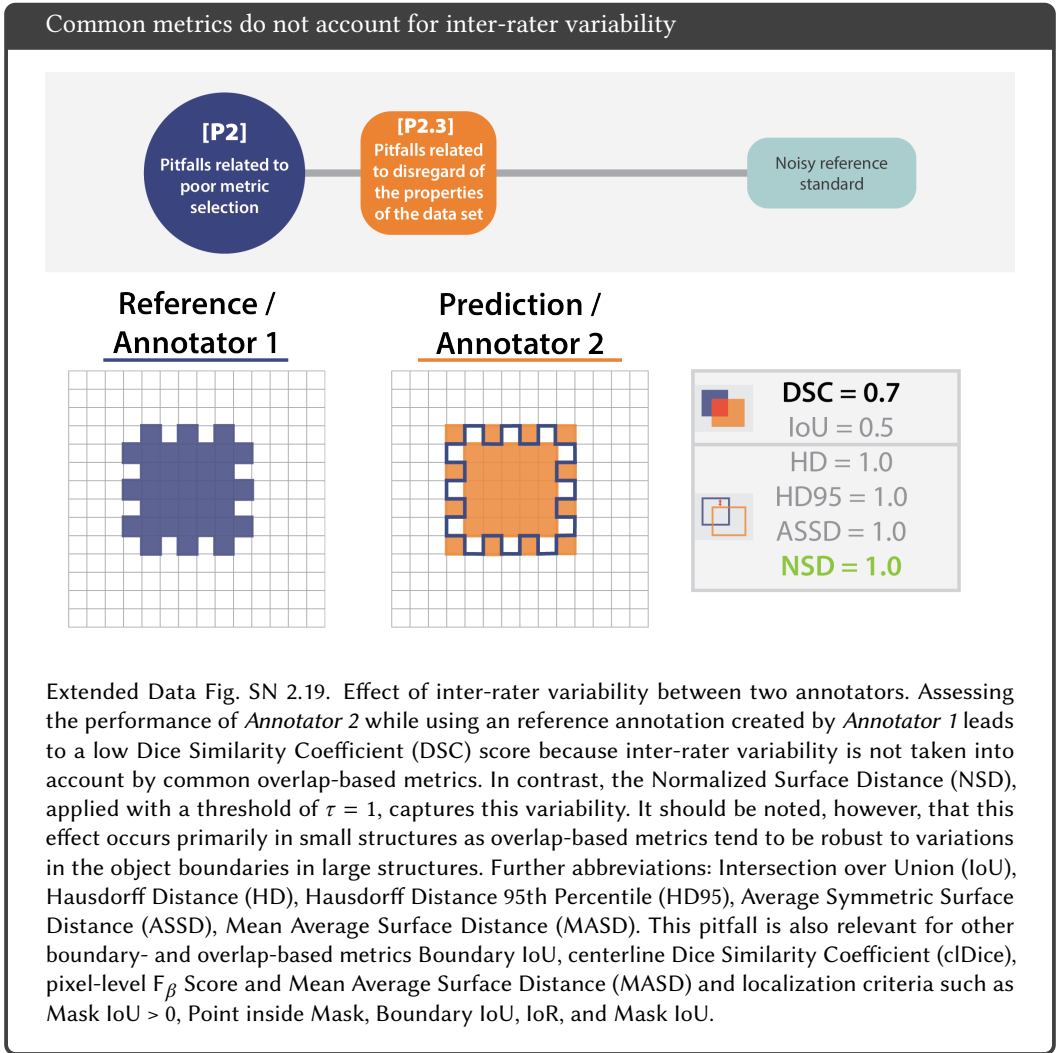 Common metrics do not account for inter-rater variability
[P2]
Pitfalls related to
poor metric
selection
[P2.3]
Pitfalls related
to disregard of
the properties
of the data set
Noisy reference
standard
Reference /
Annotator 1
Prediction /
Annotator 2
DSC = 0.7
IoU = 0.5
HD = 1.0
HD95 = 1.0
ASSD = 1.0
NSD = 1.0
Extended Data Fig. SN 2.19. Effect of inter-rater variability between two annotators. Assessing
the performance of Annotator 2 while using an reference annotation created by Annotator 1 leads
to a low Dice Similarity Coefficient (DSC) score because inter-rater variability is not taken into
account by common overlap-based metrics. In contrast, the Normalized Surface Distance (NSD),
applied with a threshold of τ = 1, captures this variability. It should be noted, however, that this
effect occurs primarily in small structures as overlap-based metrics tend to be robust to variations
in the object boundaries in large structures. Further abbreviations: Intersection over Union (IoU),
Hausdorff Distance (HD), Hausdorff Distance 95th Percentile (HD95), Average Symmetric Surface
Distance (ASSD), Mean Average Surface Distance (MASD). This pitfall is also relevant for other
boundary- and overlap-based metrics Boundary IoU, centerline Dice Similarity Coefficient (clDice),
pixel-level Fβ Score and Mean Average Surface Distance (MASD) and localization criteria such as
Mask IoU > 0, Point inside Mask, Boundary IoU, IoR, and Mask IoU.